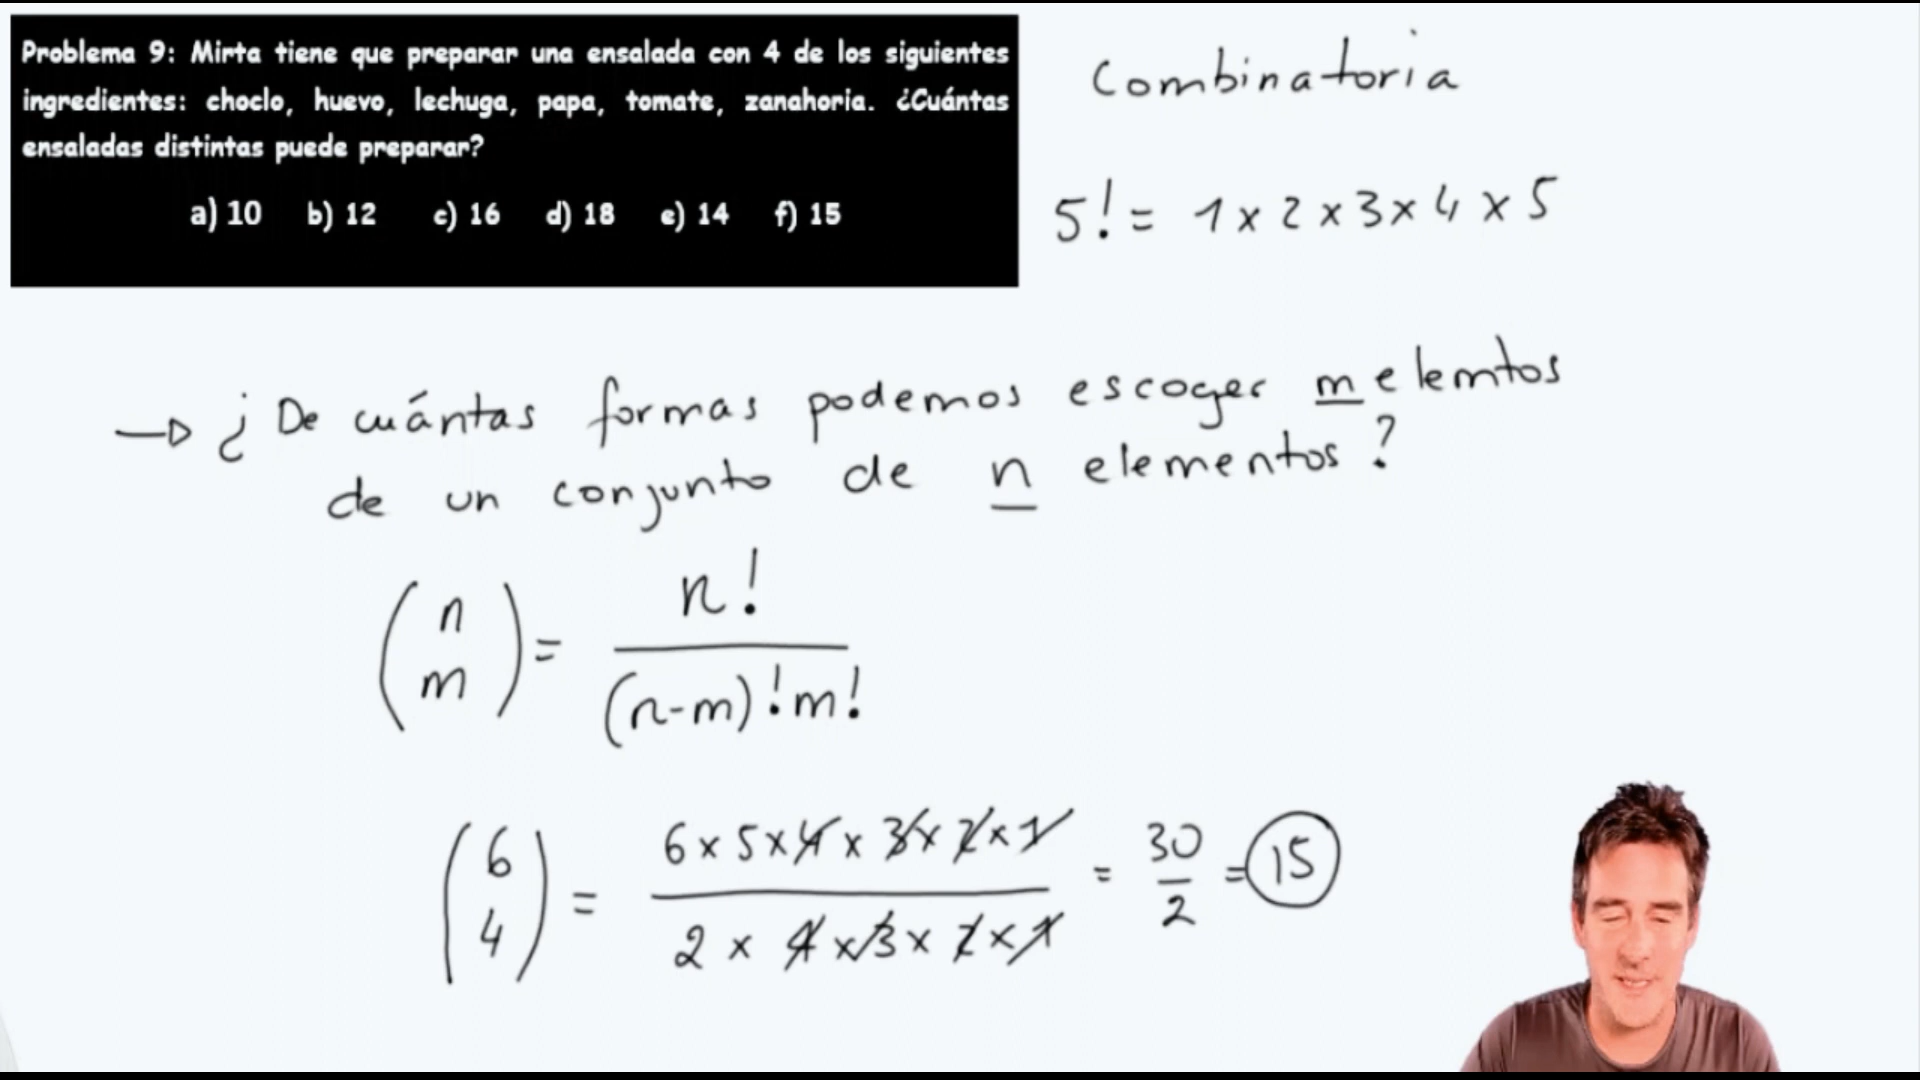 Problema 9: Mirta tiene que preparar una ensalada con 4 de los siguientes
ingredientes: choclo, huevo, lechuga, papa, tomate, zanahoria. ¿Cuántas
ensaladas distintas puede preparar?
a) 10 b) 12 c) 16 d) 18 e) 14 f) 15
Combinatoria
5! = 1 x 2 x 3 x 4 x 5
→ ¿De cuántas formas podemos escoger m elemtos
de un conjunto de n elementos?
(n m) = n! / (n-m)!m!
(6 4) = 6 x 5 x 4 x 3 x 2 x 1 / 2 x 4 x 3 x 2 x 1 = 30 / 2 = 15